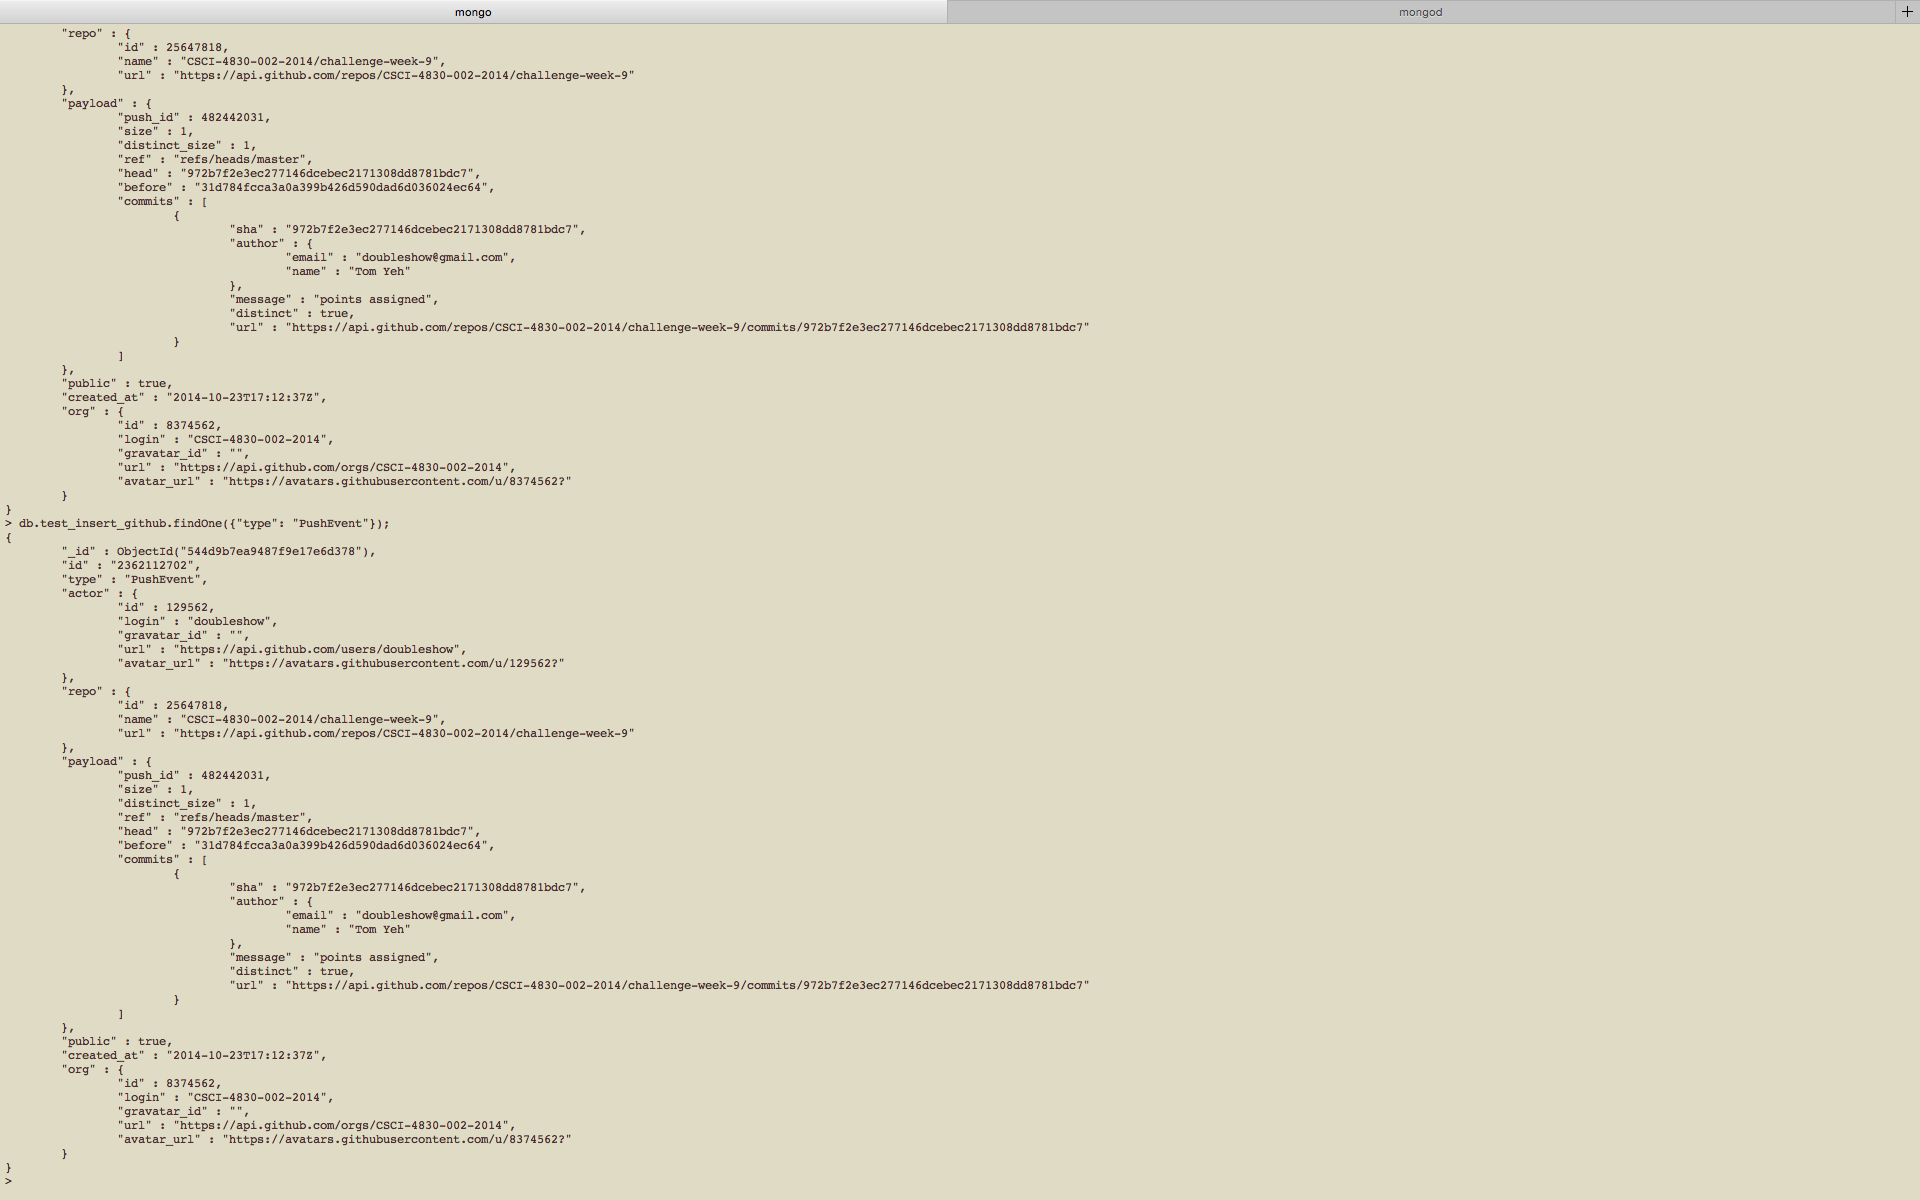 mongo
mongod
+
"repo" : {
"id" : 25647818,
"name" : "CSCI-4830-002-2014/challenge-week-9",
"url" : "https://api.github.com/repos/CSCI-4830-002-2014/challenge-week-9"
},
"payload" : {
"push_id" : 482442031,
"size" : 1,
"distinct_size" : 1,
"ref" : "refs/heads/master",
"head" : "972b7f2e3ec277146dcebec2171308dd8781bdc7",
"before" : "31d784fcca3a0a399b426d590dad6d036024ec64",
"commits" : [
{
"sha" : "972b7f2e3ec277146dcebec2171308dd8781bdc7",
"author" : {
"email" : "doubleshow@gmail.com",
"name" : "Tom Yeh"
},
"message" : "points assigned",
"distinct" : true,
"url" : "https://api.github.com/repos/CSCI-4830-002-2014/challenge-week-9/commits/972b7f2e3ec277146dcebec2171308dd8781bdc7"
}
]
},
"public" : true,
"created_at" : "2014-10-23T17:12:37Z",
"org" : {
"id" : 8374562,
"login" : "CSCI-4830-002-2014",
"gravatar_id" : "",
"url" : "https://api.github.com/orgs/CSCI-4830-002-2014",
"avatar_url" : "https://avatars.githubusercontent.com/u/8374562?"
}
}
> db.test_insert_github.findOne({"type": "PushEvent"});
{
"_id" : ObjectId("544d9b7ea9487f9e17e6d378"),
"id" : "2362112702",
"type" : "PushEvent",
"actor" : {
"id" : 129562,
"login" : "doubleshow",
"gravatar_id" : "",
"url" : "https://api.github.com/users/doubleshow",
"avatar_url" : "https://avatars.githubusercontent.com/u/129562?"
},
"repo" : {
"id" : 25647818,
"name" : "CSCI-4830-002-2014/challenge-week-9",
"url" : "https://api.github.com/repos/CSCI-4830-002-2014/challenge-week-9"
},
"payload" : {
"push_id" : 482442031,
"size" : 1,
"distinct_size" : 1,
"ref" : "refs/heads/master",
"head" : "972b7f2e3ec277146dcebec2171308dd8781bdc7",
"before" : "31d784fcca3a0a399b426d590dad6d036024ec64",
"commits" : [
{
"sha" : "972b7f2e3ec277146dcebec2171308dd8781bdc7",
"author" : {
"email" : "doubleshow@gmail.com",
"name" : "Tom Yeh"
},
"message" : "points assigned",
"distinct" : true,
"url" : "https://api.github.com/repos/CSCI-4830-002-2014/challenge-week-9/commits/972b7f2e3ec277146dcebec2171308dd8781bdc7"
}
]
},
"public" : true,
"created_at" : "2014-10-23T17:12:37Z",
"org" : {
"id" : 8374562,
"login" : "CSCI-4830-002-2014",
"gravatar_id" : "",
"url" : "https://api.github.com/orgs/CSCI-4830-002-2014",
"avatar_url" : "https://avatars.githubusercontent.com/u/8374562?"
}
}
>